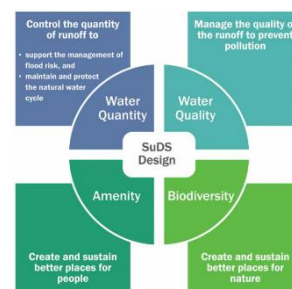 Control the quantity
of runoff to
• support the management of
flood risk, and
• maintain and protect
the natural water
cycle
Manage the quality of
the runoff to prevent
pollution
Water
Quantity
Water
Quality
SuDS
Design
Amenity
Biodiversity
Create and sustain
better places for
people
Create and sustain
better places for
nature